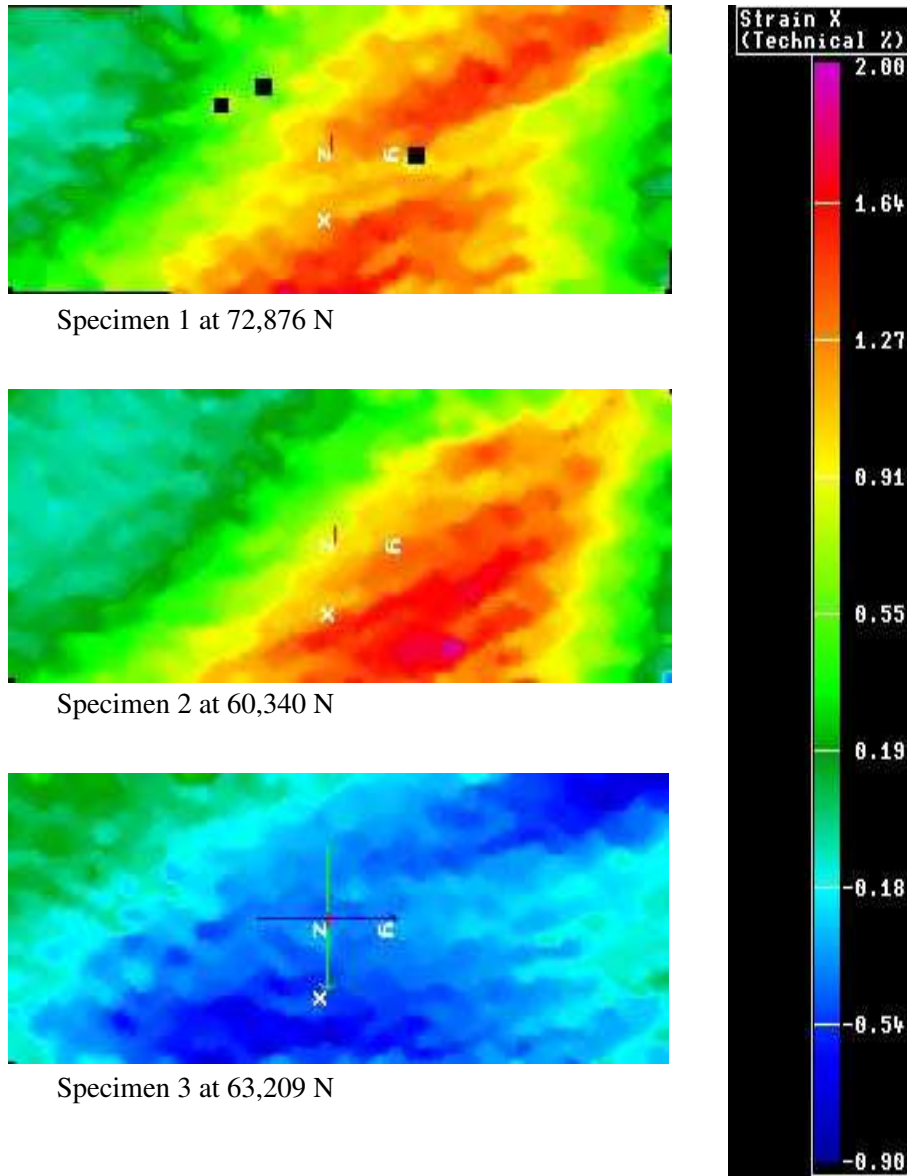 Strain X
(Technical %)
2.00
1.64
1.27
0.91
0.55
0.19
-0.18
-0.54
-0.90
z y
x
Specimen 1 at 72,876 N
z y
x
Specimen 2 at 60,340 N
z y
x
Specimen 3 at 63,209 N